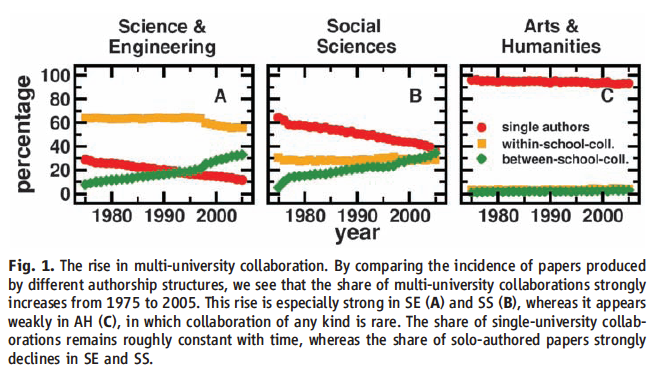 Science &
Engineering
Social
Sciences
Arts &
Humanities
percentage
100
80
60
40
20
0
A
B
C
single authors
within-school-coll.
between-school-coll.
1980 1990 2000
1980 1990 2000
1980 1990 2000
year
Fig. 1. The rise in multi-university collaboration. By comparing the incidence of papers produced
by different authorship structures, we see that the share of multi-university collaborations strongly
increases from 1975 to 2005. This rise is especially strong in SE (A) and SS (B), whereas it appears
weakly in AH (C), in which collaboration of any kind is rare. The share of single-university collab-
orations remains roughly constant with time, whereas the share of solo-authored papers strongly
declines in SE and SS.